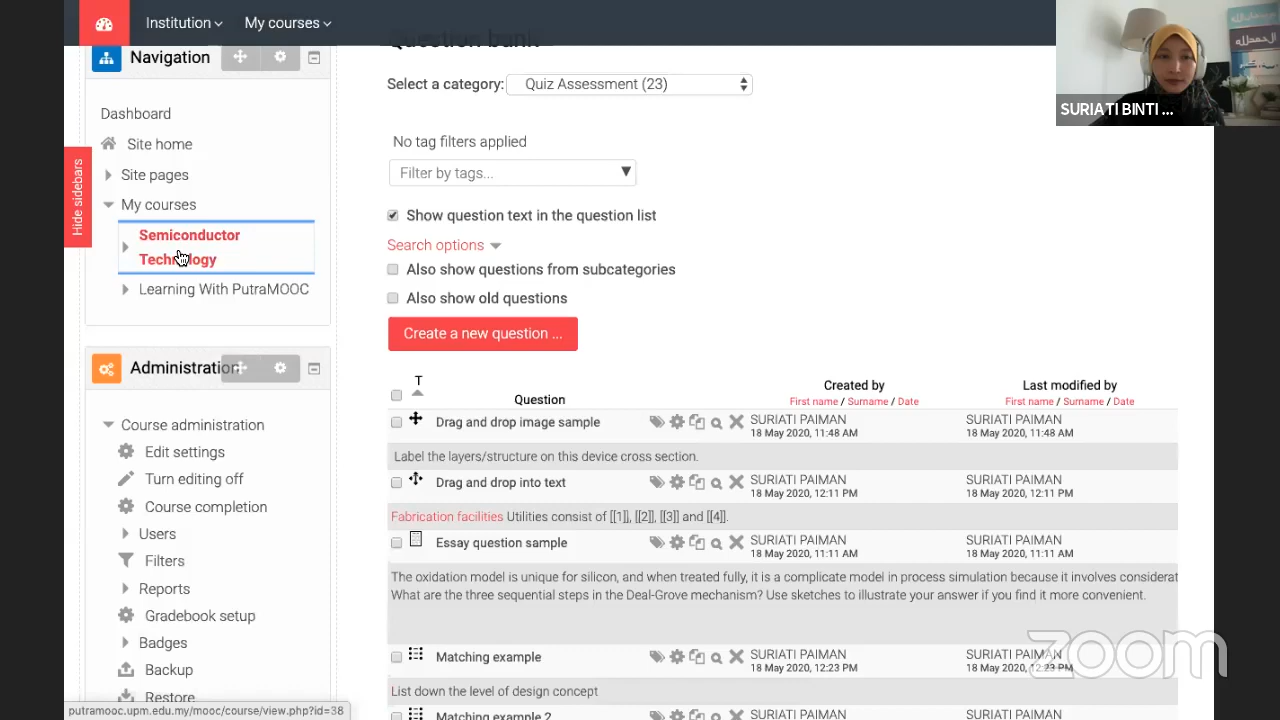 Institution
My courses
SURIATI BINTI ...
Navigation
Dashboard
Site home
Site pages
My courses
Semiconductor
Technology
Learning With PutraMOOC
Hide sidebars
Administration
Course administration
Edit settings
Turn editing off
Course completion
Users
Filters
Reports
Gradebook setup
Badges
Backup
Restore
putramooc.upm.edu.my/mooc/course/view.php?id=38
Question bank
Select a category: Quiz Assessment (23)
No tag filters applied
Filter by tags...
Show question text in the question list
Search options
Also show questions from subcategories
Also show old questions
Create a new question ...
T
Question
Created by
First name / Surname / Date
Last modified by
First name / Surname / Date
Drag and drop image sample
SURIATI PAIMAN
18 May 2020, 11:48 AM
SURIATI PAIMAN
18 May 2020, 11:48 AM
Label the layers/structure on this device cross section.
Drag and drop into text
SURIATI PAIMAN
18 May 2020, 12:11 PM
SURIATI PAIMAN
18 May 2020, 12:11 PM
Fabrication facilities Utilities consist of [[1]], [[2]], [[3]] and [[4]].
Essay question sample
SURIATI PAIMAN
18 May 2020, 11:11 AM
SURIATI PAIMAN
18 May 2020, 11:11 AM
The oxidation model is unique for silicon, and when treated fully, it is a complicate model in process simulation because it involves considerat
What are the three sequential steps in the Deal-Grove mechanism? Use sketches to illustrate your answer if you find it more convenient.
Matching example
SURIATI PAIMAN
18 May 2020, 12:23 PM
SURIATI PAIMAN
18 May 2020, 12:23 PM
List down the level of design concept
Matching example 2
SURIATI PAIMAN
SURIATI PAIMAN
zoom